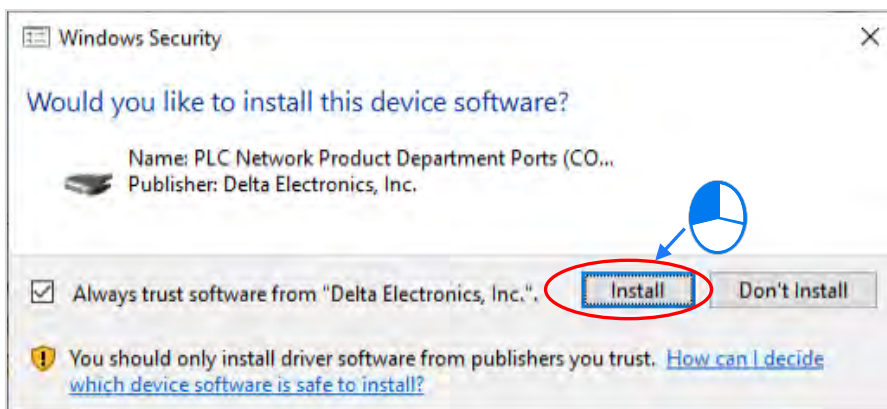 Windows Security
Would you like to install this device software?
Name: PLC Network Product Department Ports (CO...
Publisher: Delta Electronics, Inc.
Always trust software from "Delta Electronics, Inc.".
Install
Don't Install
You should only install driver software from publishers you trust. How can I decide
which device software is safe to install?